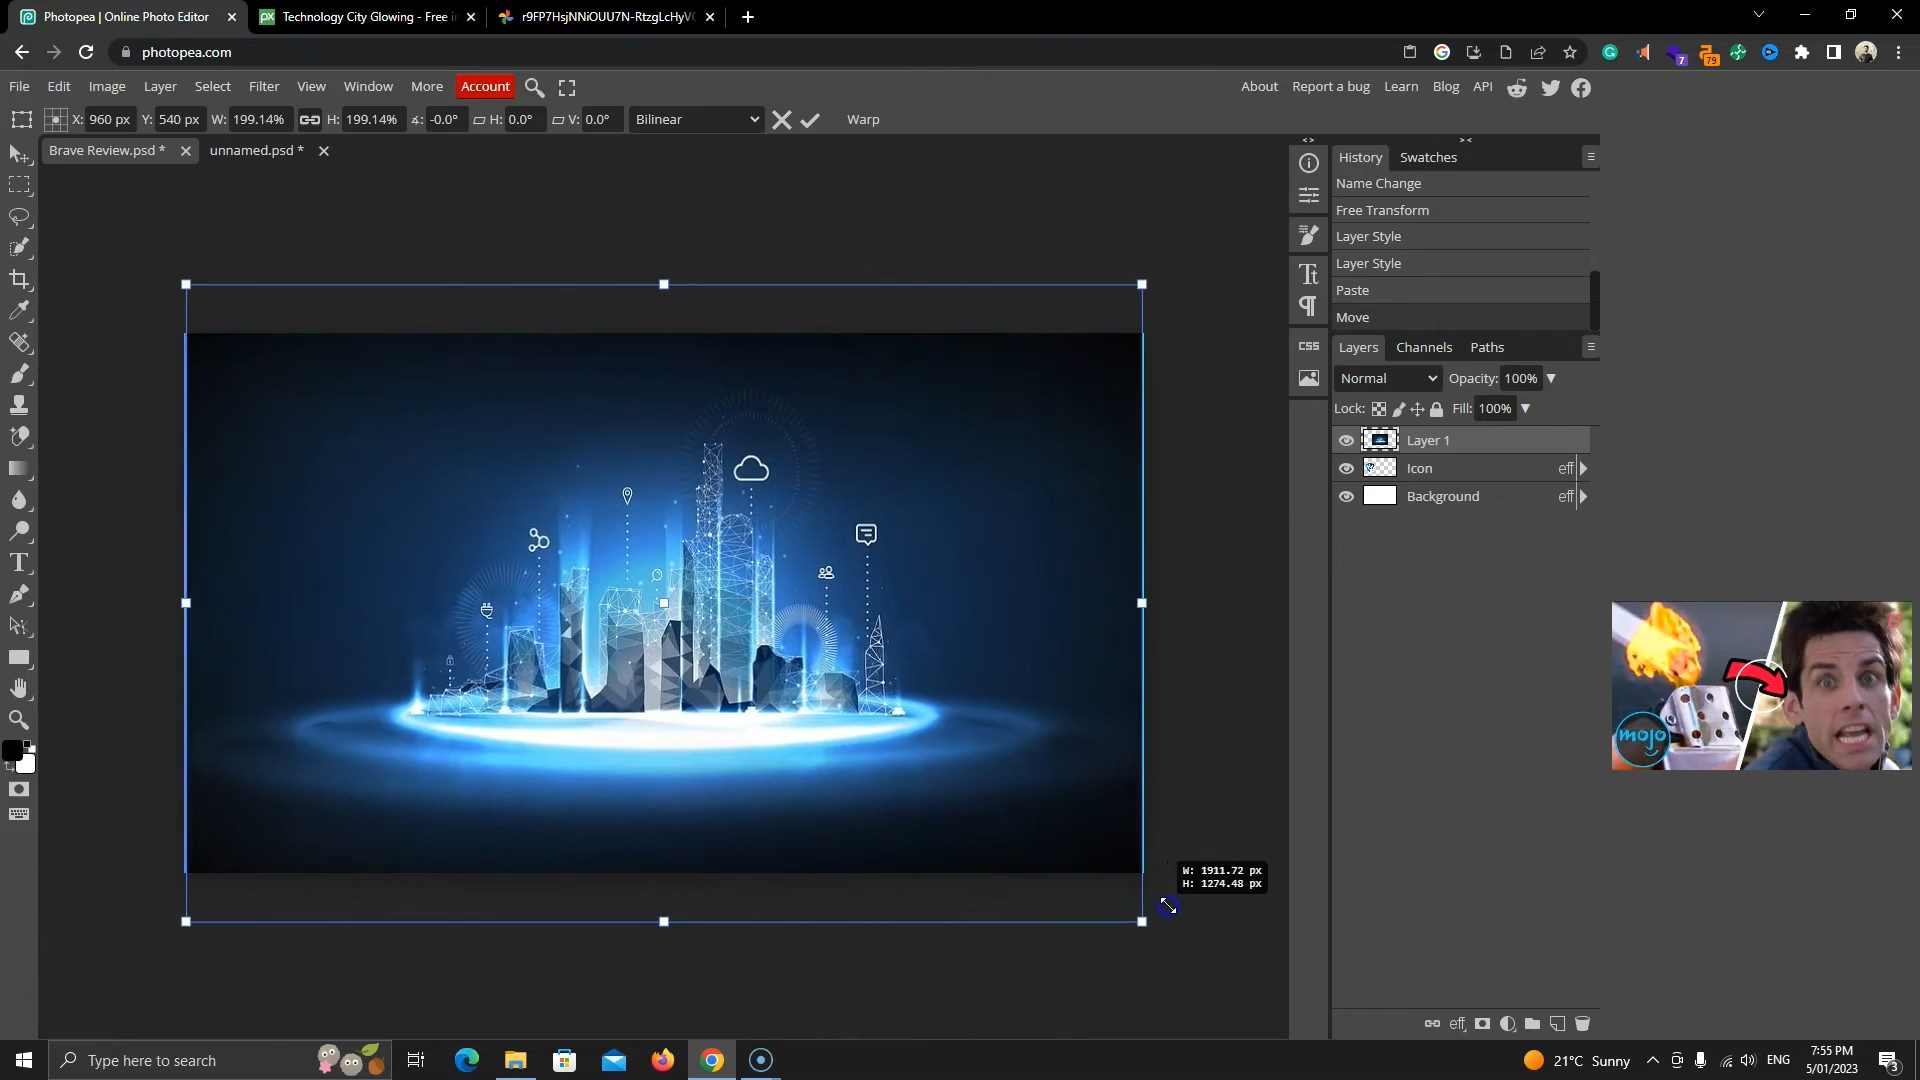 Photopea | Online Photo Editor
Technology City Glowing - Free i
r9FP7HsjNNiOUU7N-RtzgLcHyV
photopea.com
7
79
File Edit Image Layer Select Filter View Window More Account
About Report a bug Learn Blog API
X: 960 px Y: 540 px W: 199.14% H: 199.14% -0.0° H: 0.0° V: 0.0° Bilinear Warp
Brave Review.psd * unnamed.psd *
History Swatches
Name Change
Free Transform
Layer Style
Layer Style
Paste
Move
CSS
Layers Channels Paths
Normal Opacity: 100%
Lock: Fill: 100%
Layer 1
Icon eff
Background eff
mojo
W: 1911.72 px
H: 1274.48 px
eff
Type here to search
21°C Sunny
ENG
7:55 PM
5/01/2023
3